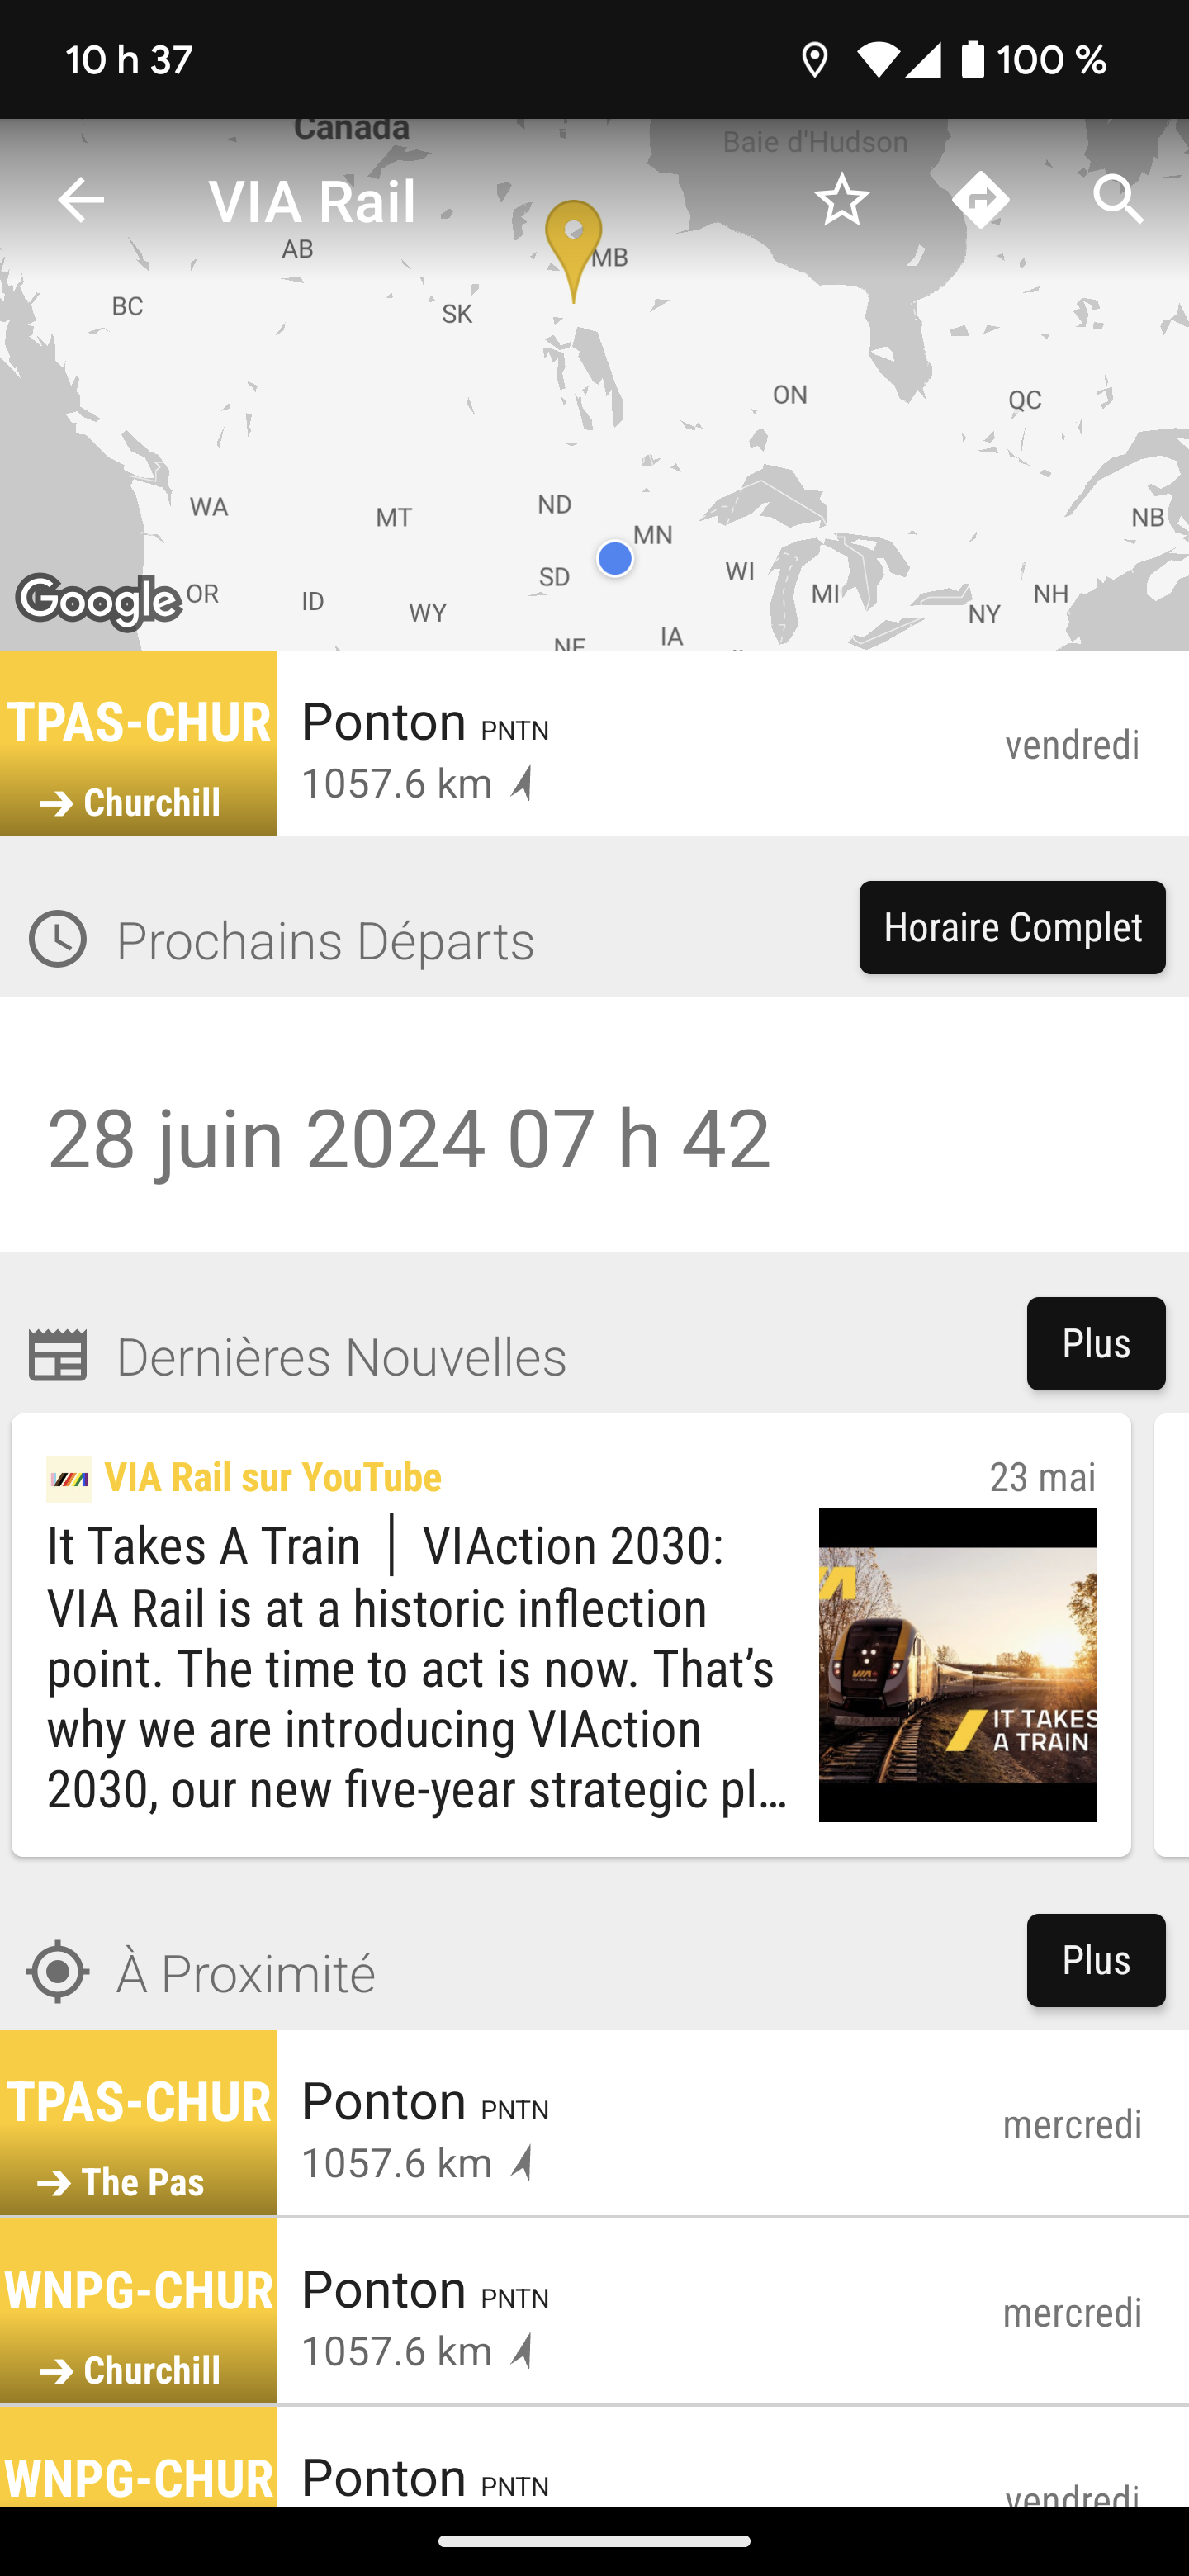 10 h 37
100 %
Canada
Baie d'Hudson
VIA Rail
AB
MB
BC
SK
ON
QC
WA
MT
ND
MN
NB
SD
WI
OR
ID
WY
MI
NH
NY
IA
NE
Google
TPAS-CHUR
→ Churchill
Ponton PNTN
1057.6 km
vendredi
Prochains Départs
Horaire Complet
28 juin 2024 07 h 42
Dernières Nouvelles
Plus
VIA Rail sur YouTube
23 mai
It Takes A Train | VIAction 2030:
VIA Rail is at a historic inflection
point. The time to act is now. That’s
why we are introducing VIAction
2030, our new five-year strategic pl…
VIA
IT TAKES
A TRAIN
À Proximité
Plus
TPAS-CHUR
→ The Pas
Ponton PNTN
1057.6 km
mercredi
WNPG-CHUR
→ Churchill
Ponton PNTN
1057.6 km
mercredi
WNPG-CHUR
Ponton PNTN
vendredi